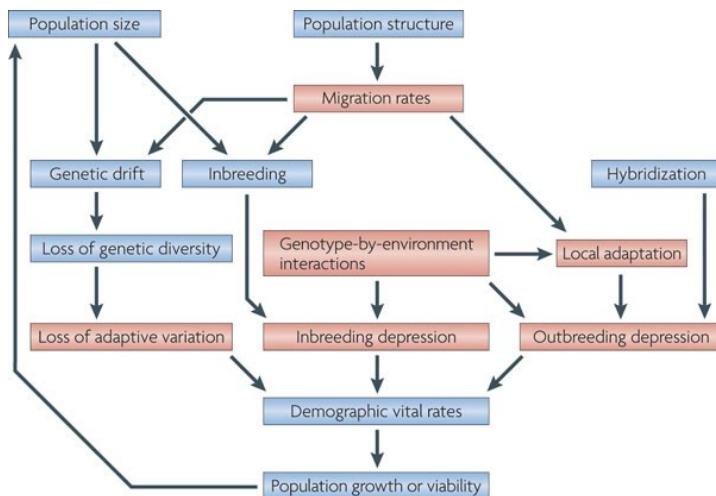 Population size
Population structure
Migration rates
Genetic drift
Inbreeding
Hybridization
Loss of genetic diversity
Genotype-by-environment
interactions
Local adaptation
Loss of adaptive variation
Inbreeding depression
Outbreeding depression
Demographic vital rates
Population growth or viability